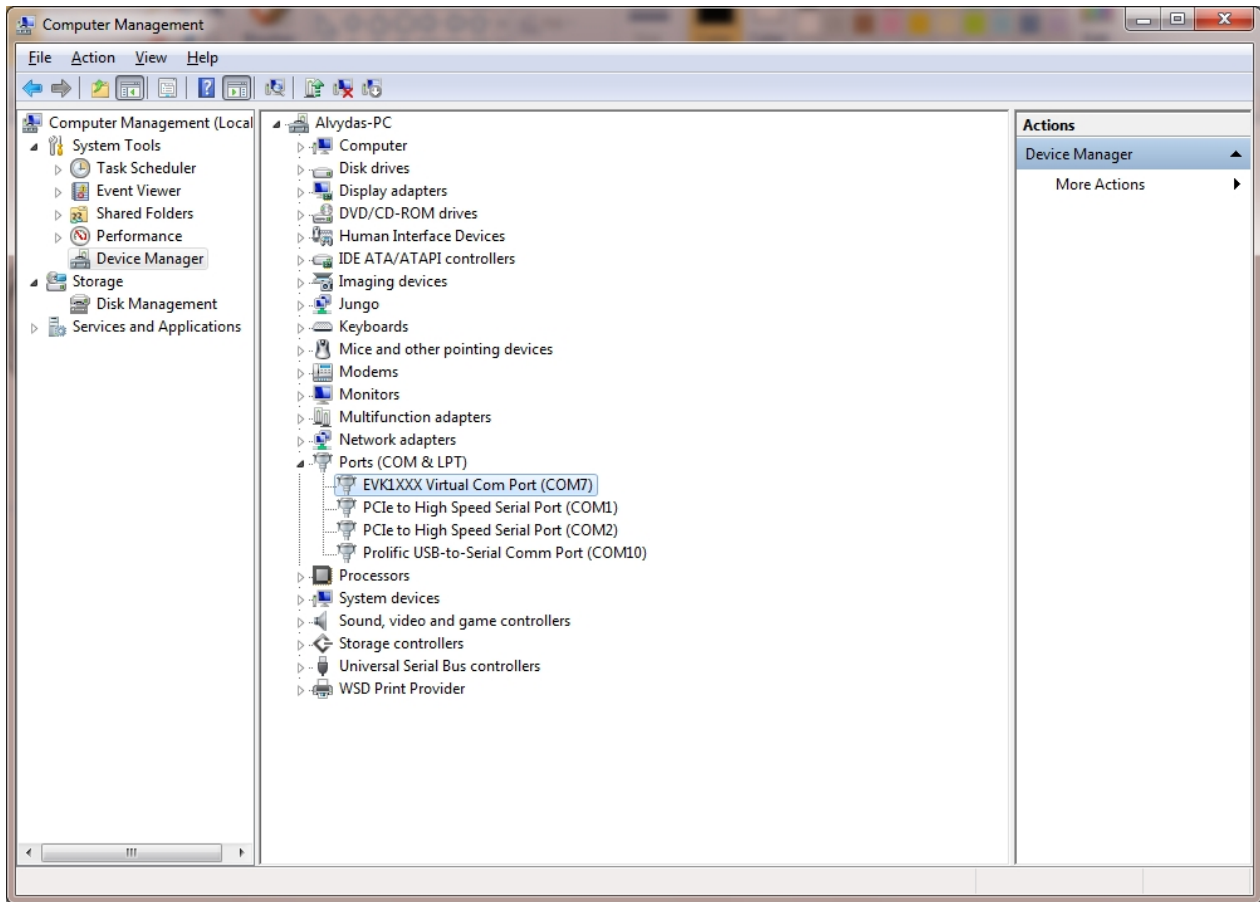 Computer Management
File Action View Help
Computer Management (Local
System Tools
Task Scheduler
Event Viewer
Shared Folders
Performance
Device Manager
Storage
Disk Management
Services and Applications
Alvydas-PC
Computer
Disk drives
Display adapters
DVD/CD-ROM drives
Human Interface Devices
IDE ATA/ATAPI controllers
Imaging devices
Jungo
Keyboards
Mice and other pointing devices
Modems
Monitors
Multifunction adapters
Network adapters
Ports (COM & LPT)
EVK1XXX Virtual Com Port (COM7)
PCIe to High Speed Serial Port (COM1)
PCIe to High Speed Serial Port (COM2)
Prolific USB-to-Serial Comm Port (COM10)
Processors
System devices
Sound, video and game controllers
Storage controllers
Universal Serial Bus controllers
WSD Print Provider
Actions
Device Manager
More Actions